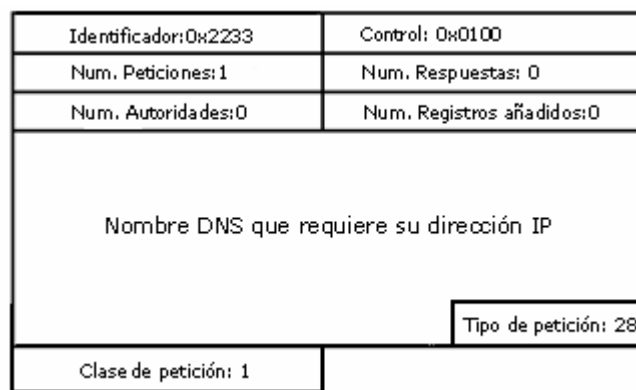 Identificador:0x2233
Control: 0x0100
Num. Peticiones:1
Num. Respuestas: 0
Num. Autoridades:0
Num. Registros añadidos:0
Nombre DNS que requiere su dirección IP
Tipo de petición: 28
Clase de petición: 1